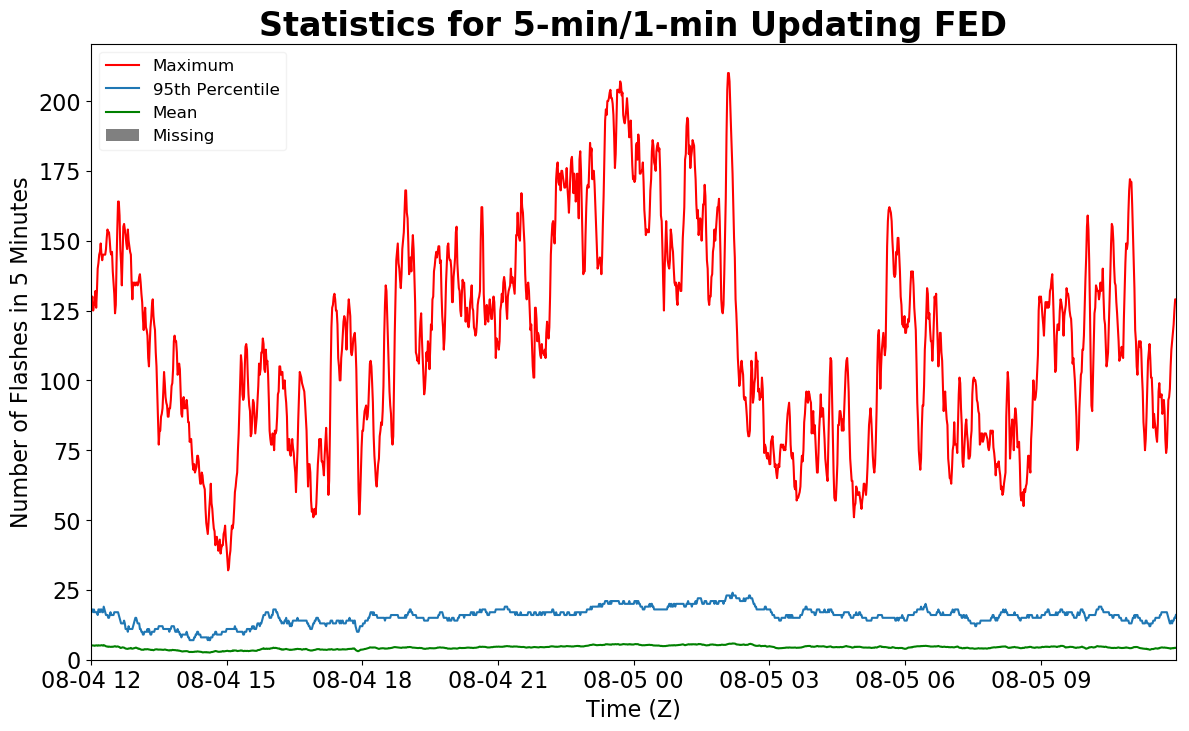 Statistics for 5-min/1-min Updating FED
Maximum
95th Percentile
Mean
Missing
Number of Flashes in 5 Minutes
200
175
150
125
100
75
50
25
0
08-04 12 08-04 15 08-04 18 08-04 21 08-05 00 08-05 03 08-05 06 08-05 09
Time (Z)